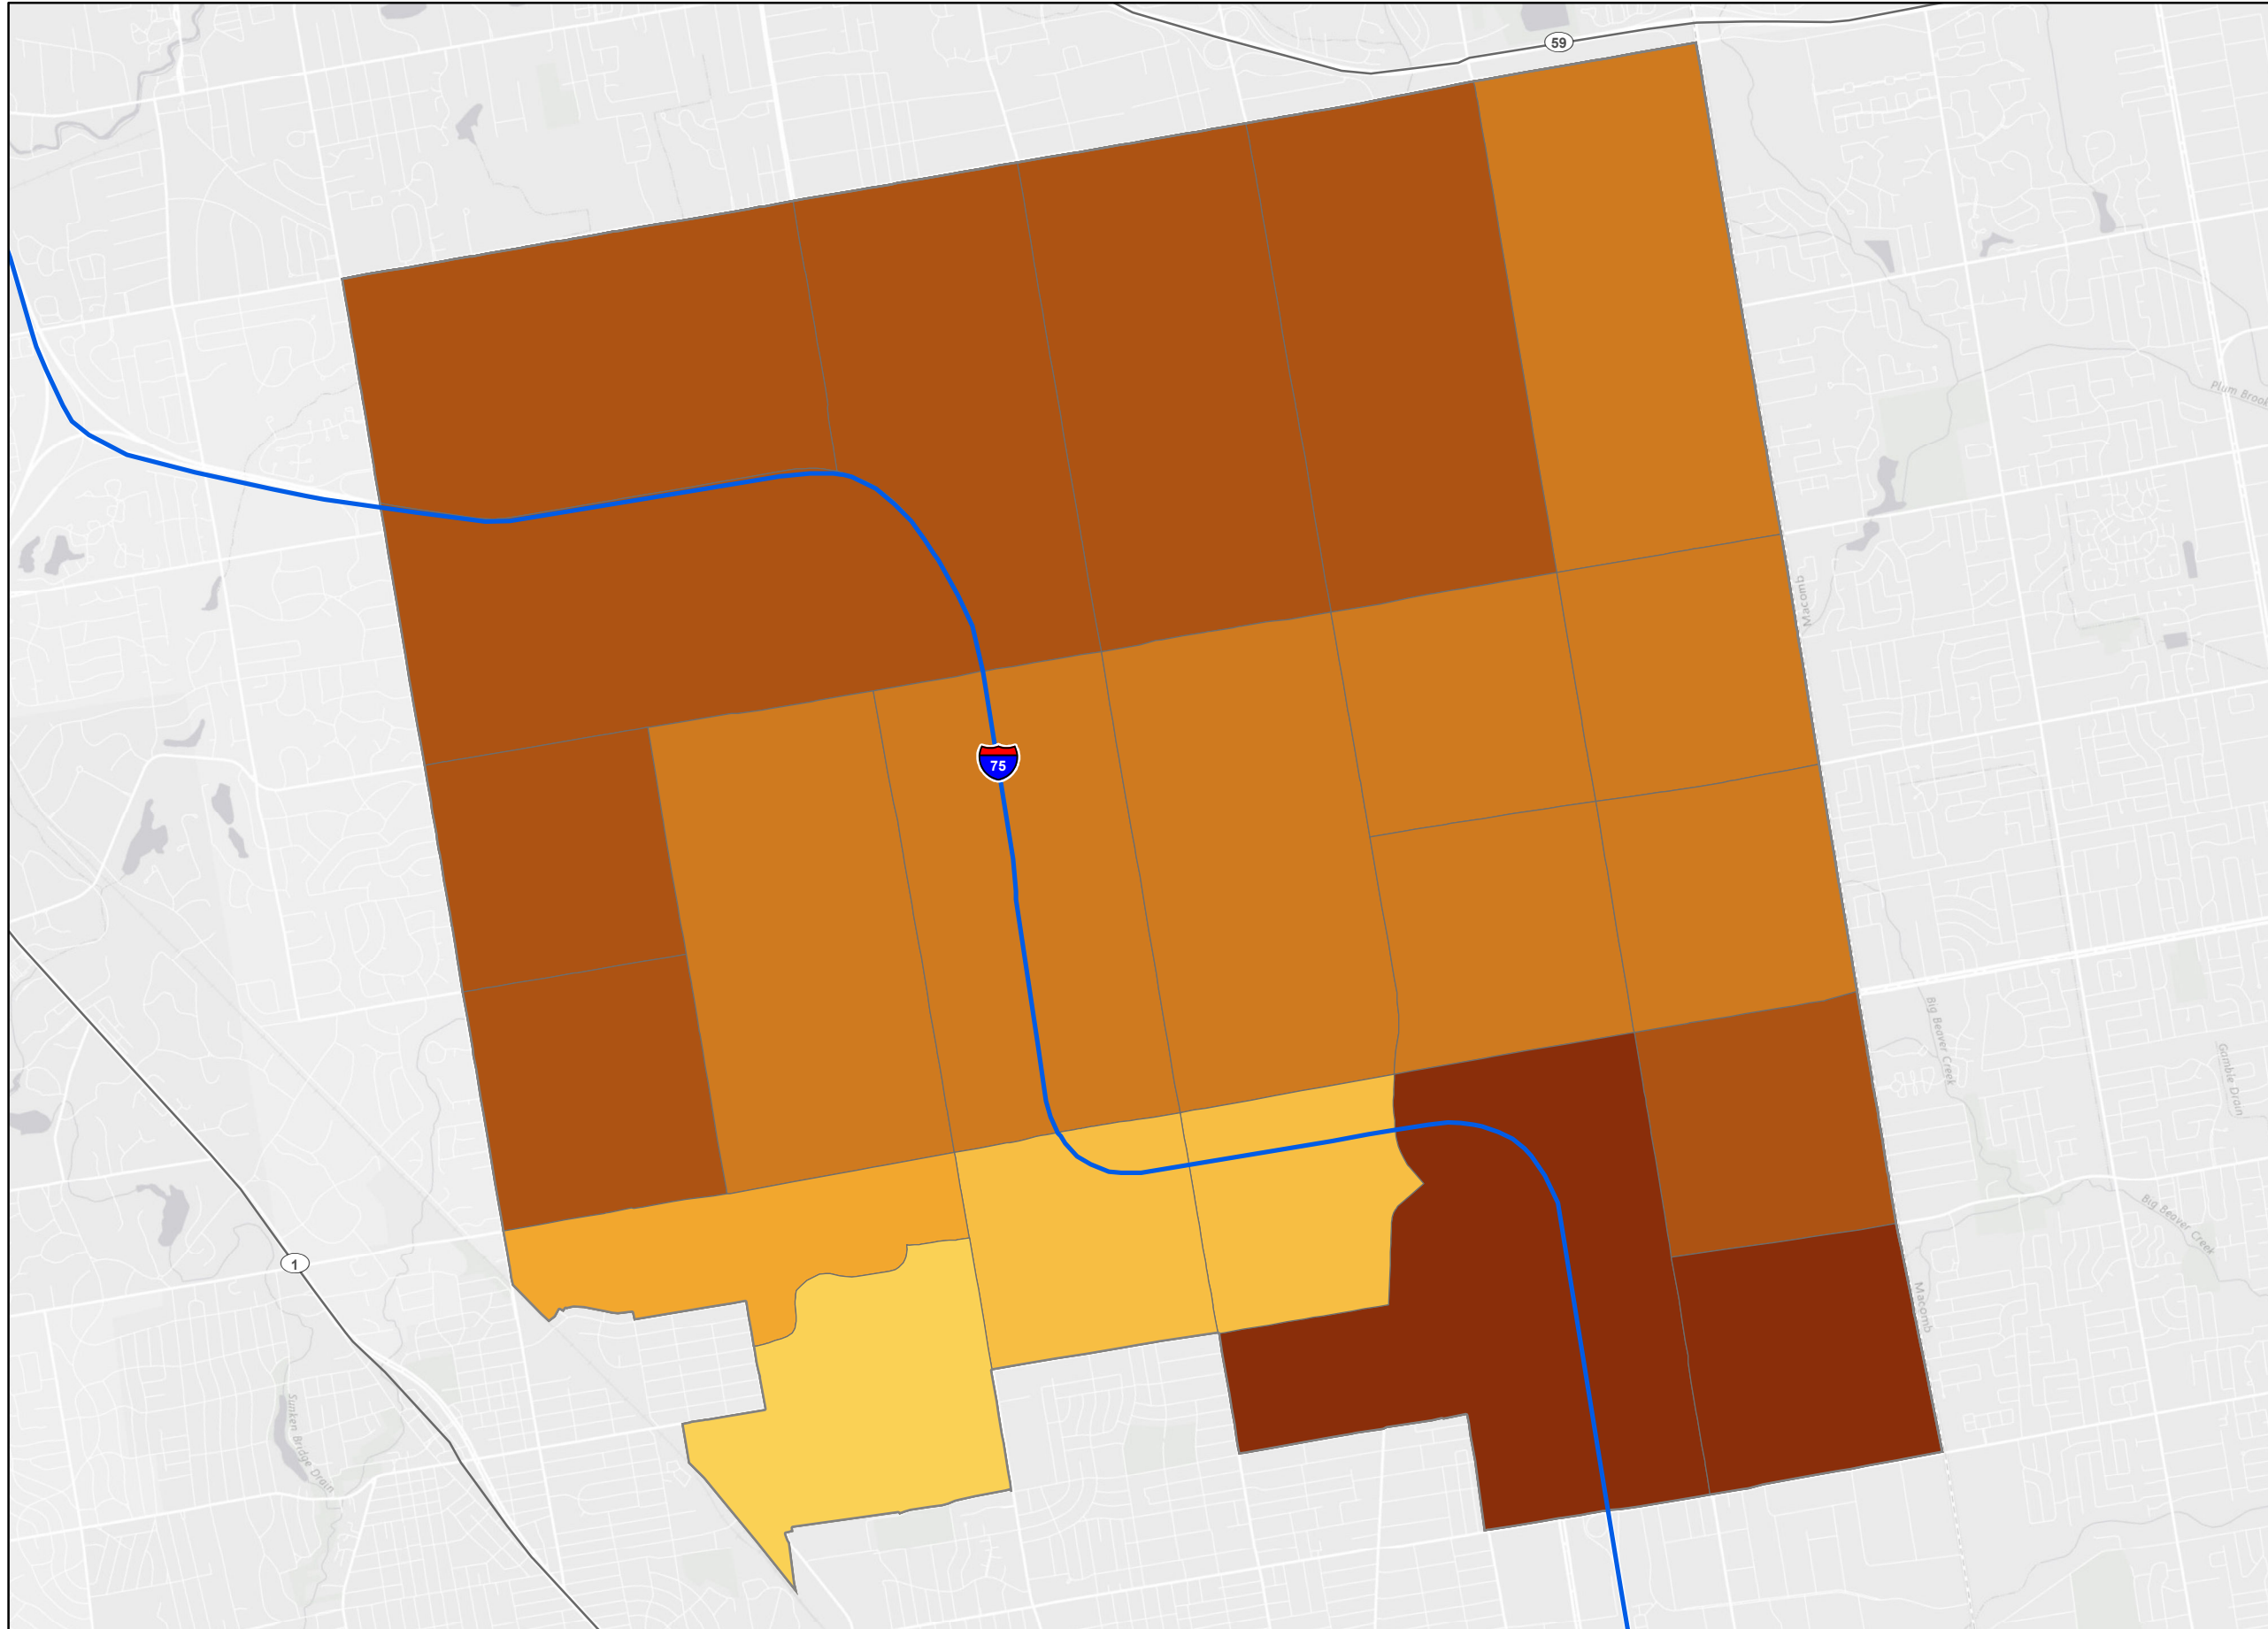 59
Plum Brook
Macomb
75
Big Beaver Creek
Gamble Drain
Big Beaver Creek
1
Macomb
Sunken Bridge Drain